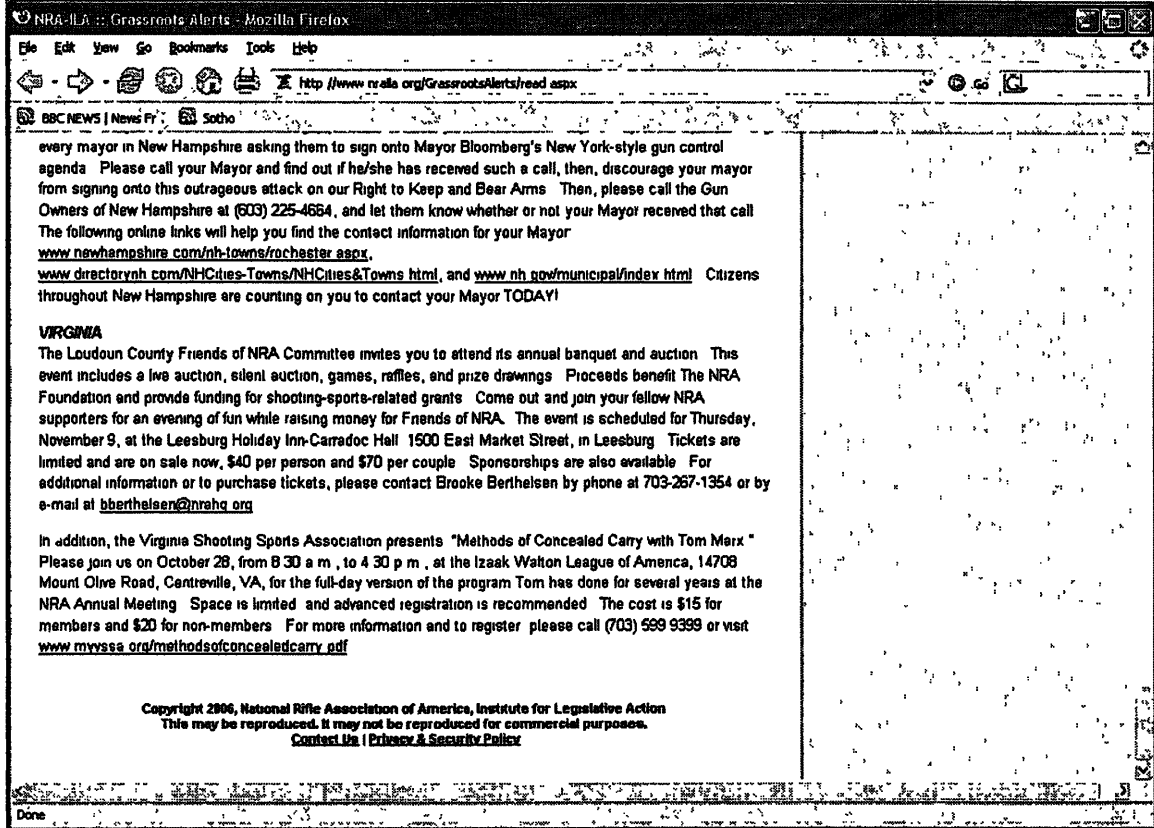 NRA-ILA :: Grassroots Alerts - Mozilla Firefox
File Edit View Go Bookmarks Tools Help
http //www nraila org/GrassrootsAlerts/read aspx Go
BBC NEWS | News Fr Sotho
every mayor in New Hampshire asking them to sign onto Mayor Bloomberg's New York-style gun control
agenda Please call your Mayor and find out if he/she has received such a call, then, discourage your mayor
from signing onto this outrageous attack on our Right to Keep and Bear Arms Then, please call the Gun
Owners of New Hampshire at (603) 225-4664, and let them know whether or not your Mayor received that call
The following online links will help you find the contact information for your Mayor
www newhampshire com/nh-towns/rochester aspx,
www directorynh com/NHCities-Towns/NHCities&Towns html, and www nh gov/municipal/index html Citizens
throughout New Hampshire are counting on you to contact your Mayor TODAY!
VIRGINIA
The Loudoun County Friends of NRA Committee invites you to attend its annual banquet and auction This
event includes a live auction, silent auction, games, raffles, and prize drawings Proceeds benefit The NRA
Foundation and provide funding for shooting-sports-related grants Come out and join your fellow NRA
supporters for an evening of fun while raising money for Friends of NRA. The event is scheduled for Thursday,
November 9, at the Leesburg Holiday Inn-Carradoc Hall 1500 East Market Street, in Leesburg Tickets are
limited and are on sale now, $40 per person and $70 per couple Sponsorships are also available For
additional information or to purchase tickets, please contact Brooke Berthelsen by phone at 703-267-1354 or by
e-mail at bberthelsen@nrahq org
In addition, the Virginia Shooting Sports Association presents "Methods of Concealed Carry with Tom Marx "
Please join us on October 28, from 8 30 a m , to 4 30 p m , at the Izaak Walton League of America, 14708
Mount Olive Road, Centreville, VA, for the full-day version of the program Tom has done for several years at the
NRA Annual Meeting Space is limited and advanced registration is recommended The cost is $15 for
members and $20 for non-members For more information and to register please call (703) 599 9399 or visit
www myvssa org/methodsofconcealedcarry pdf
Copyright 2006, National Rifle Association of America, Institute for Legislative Action
This may be reproduced. It may not be reproduced for commercial purposes.
Contact Us | Privacy & Security Policy
Done